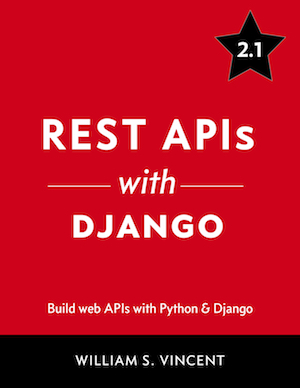 2.1
REST APIs
with
DJANGO
Build web APIs with Python & Django
WILLIAM S. VINCENT